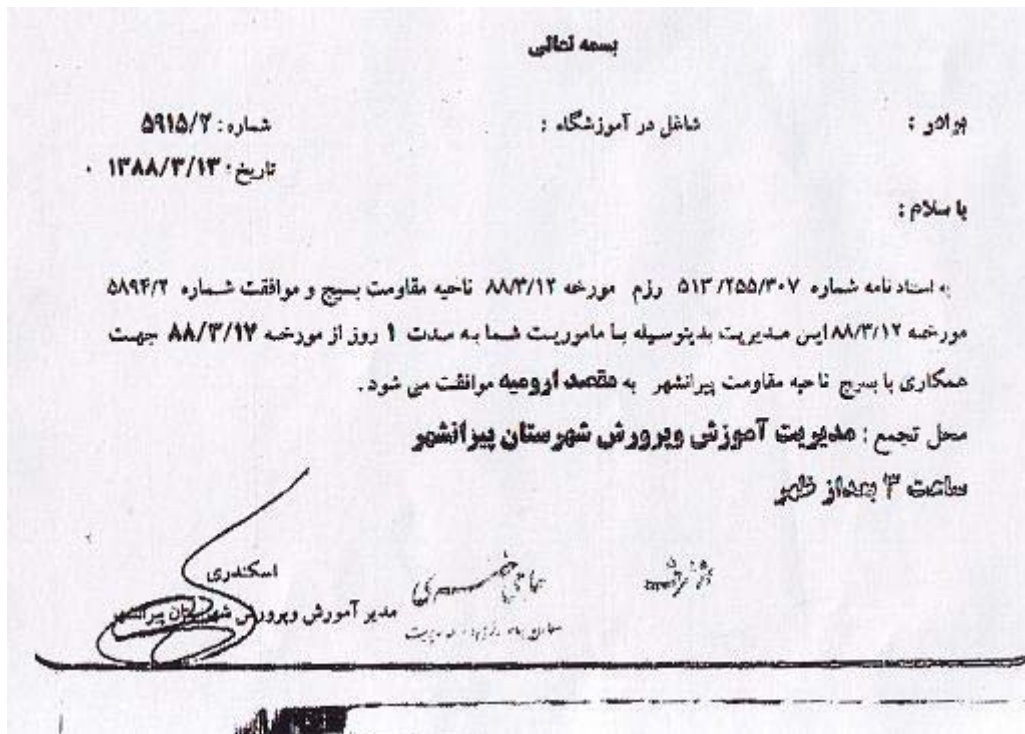 بسمه تعالی
برادر : شاغل در آموزشگاه : شماره : ۵۹۱۵/۲
تاریخ : ۱۳۸۸/۳/۱۳
با سلام :
به استناد نامه شماره ۵۱۳/۲۵۵/۳۰۷ رزم مورخه ۸۸/۳/۱۲ ناحیه مقاومت بسیج و موافقت شماره ۵۸۹۴/۲
مورخه ۸۸/۳/۱۲ این مدیریت بدینوسیله با ماموریت شما به مدت ۱ روز از مورخه ۸۸/۳/۱۷ جهت
همکاری با بسیج ناحیه مقاومت پیرانشهر به مقصد ارومیه موافقت می شود .
محل تجمع : مدیریت آموزش وپرورش شهرستان پیرانشهر
ساعت ۳ بعداز ظهر
اسکندری
مدیر آموزش وپرورش شهرستان پیرانشهر